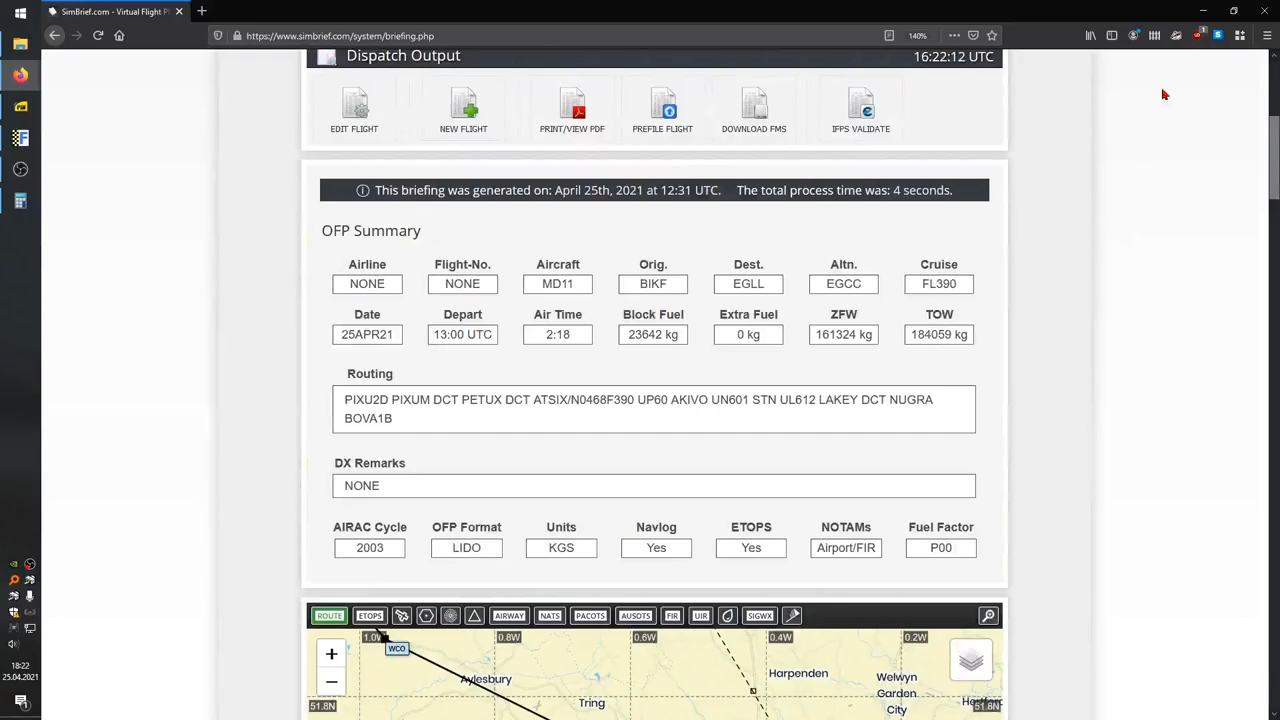 SimBrief.com - Virtual Flight P
https://www.simbrief.com/system/briefing.php
140%
Dispatch Output
16:22:12 UTC
EDIT FLIGHT
NEW FLIGHT
PRINT/VIEW PDF
PREFILE FLIGHT
DOWNLOAD FMS
IFPS VALIDATE
This briefing was generated on: April 25th, 2021 at 12:31 UTC. The total process time was: 4 seconds.
OFP Summary
Airline Flight-No. Aircraft Orig. Dest. Altn. Cruise
NONE NONE MD11 BIKF EGLL EGCC FL390
Date Depart Air Time Block Fuel Extra Fuel ZFW TOW
25APR21 13:00 UTC 2:18 23642 kg 0 kg 161324 kg 184059 kg
Routing
PIXU2D PIXUM DCT PETUX DCT ATSIX/N0468F390 UP60 AKIVO UN601 STN UL612 LAKEY DCT NUGRA
BOVA1B
DX Remarks
NONE
AIRAC Cycle OFP Format Units Navlog ETOPS NOTAMs Fuel Factor
2003 LIDO KGS Yes Yes Airport/FIR P00
ROUTE ETOPS AIRWAY NATS PACOTS AUSOTS FIR UIR SIGWX
1.0W 0.8W 0.6W 0.4W 0.2W
WCO
+
−
Aylesbury
Tring
Harpenden
Welwyn
Garden
City
51.8N
51.8N
18:22
25.04.2021